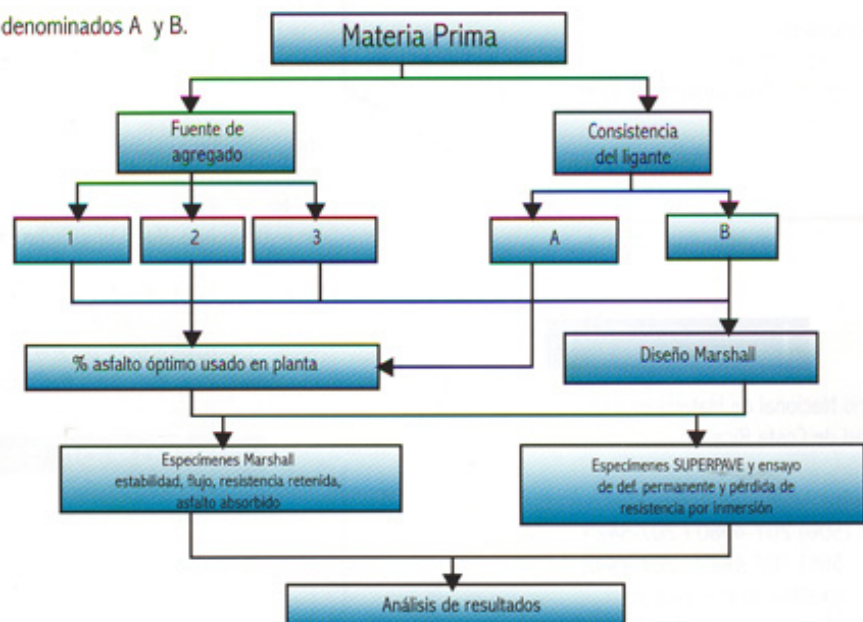 denominados A y B.
Materia Prima
Fuente de
agregado
Consistencia
del ligante
1
2
3
A
B
% asfalto óptimo usado en planta
Diseño Marshall
Especímenes Marshall
estabilidad, flujo, resistencia retenida,
asfalto absorbido
Especímenes SUPERPAVE y ensayo
de def. permanente y pérdida de
resistencia por inmersión
Análisis de resultados